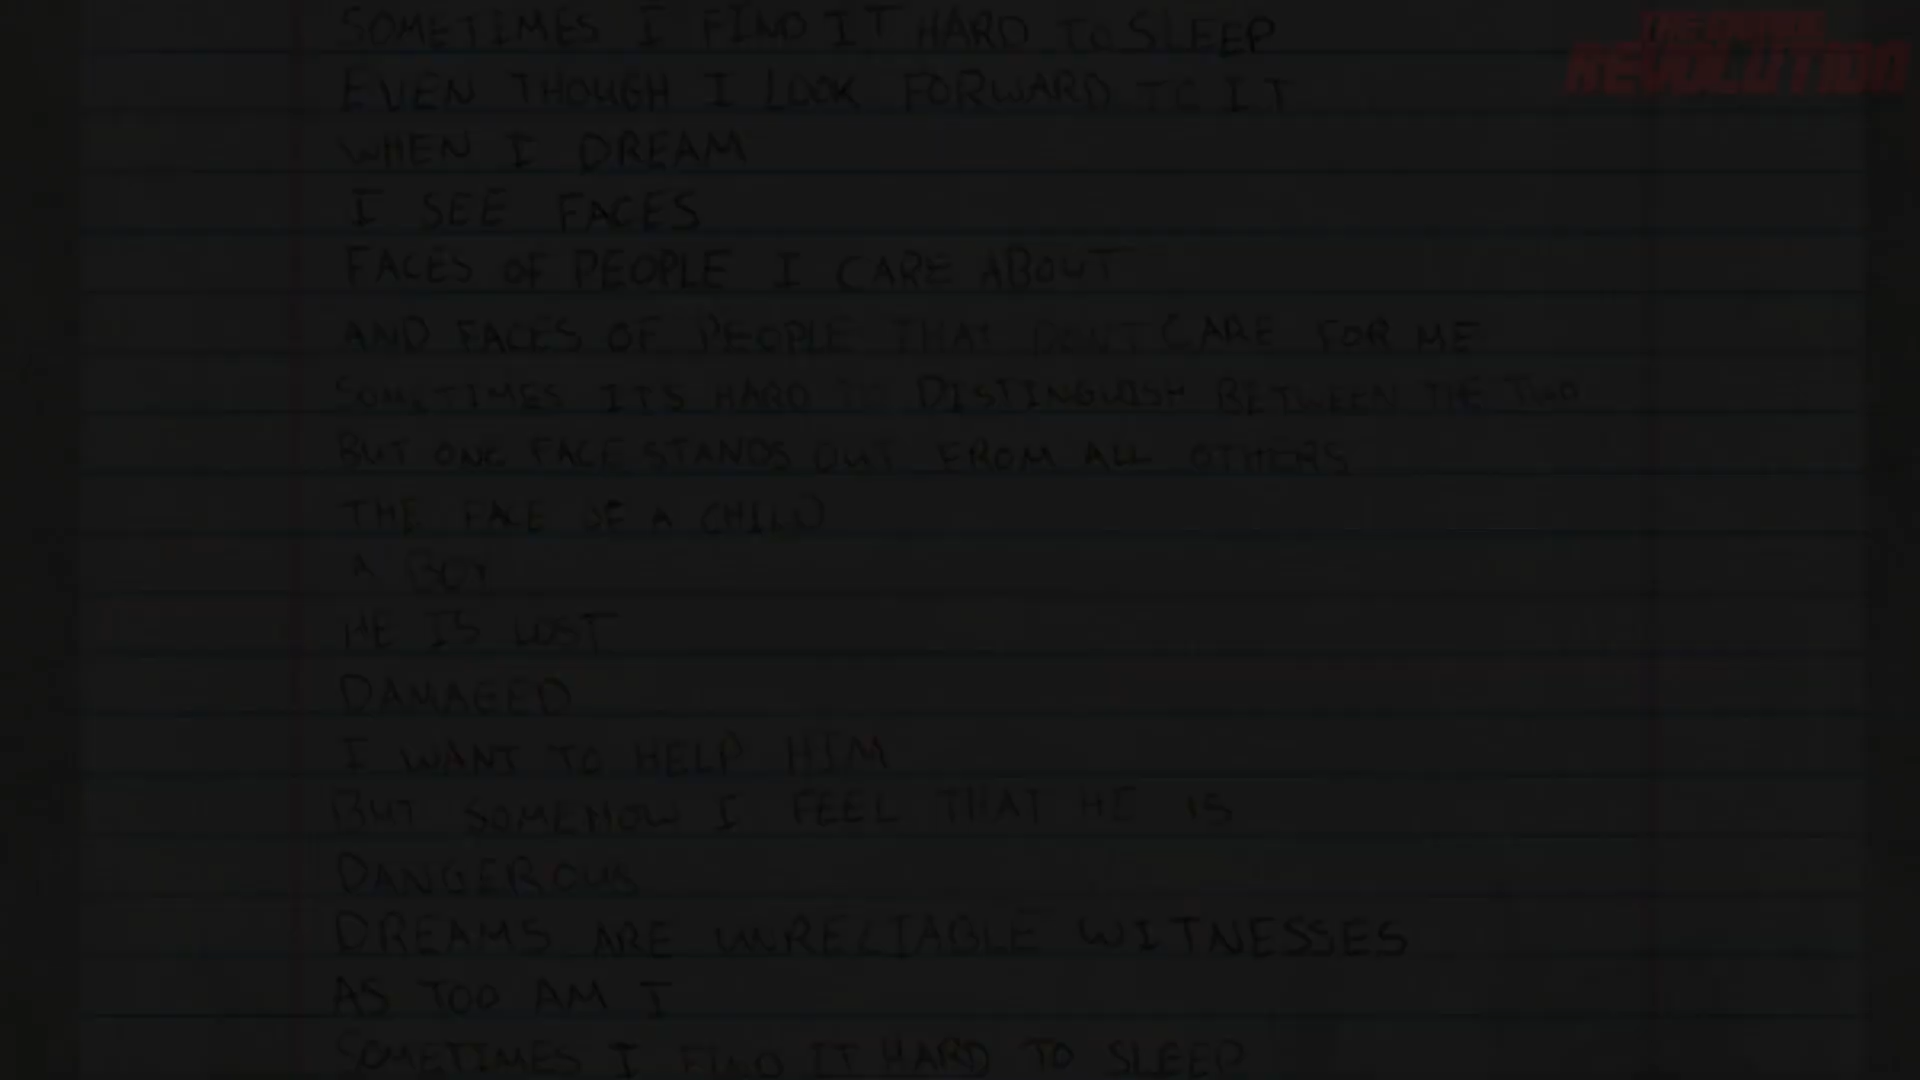 SOMETIMES I FIND IT HARD TO SLEEP
REVOLUTION
EVEN THOUGH I LOOK FORWARD TO IT
WHEN I DREAM
I SEE FACES
FACES OF PEOPLE I CARE ABOUT
AND FACES OF PEOPLE THAT DONT CARE FOR ME
SOMETIMES ITS HARD TO DISTINGUISH BETWEEN THE TWO
BUT ONE FACE STANDS OUT FROM ALL OTHERS
THE FACE OF A CHILD
A BOY
HE IS LOST
DAMAGED
I WANT TO HELP HIM
BUT SOMEHOW I FEEL THAT HE IS
DANGEROUS
DREAMS ARE UNRELIABLE WITNESSES
AS TOO AM I
SOMETIMES I FIND IT HARD TO SLEEP